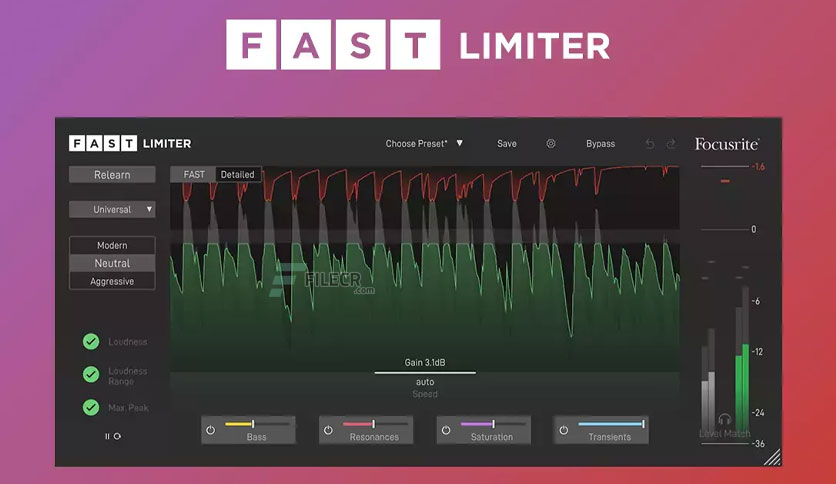 FAST LIMITER
FAST LIMITER
Choose Preset*
Save
Bypass
Focusrite
Relearn
FAST
Detailed
-1.6
Universal
Modern
Neutral
Aggressive
0
FILECR
.com
-6
Loudness
Loudness
Range
Max. Peak
-12
Gain 3.1dB
auto
Speed
-24
Level Match
-36
Bass
Resonances
Saturation
Transients